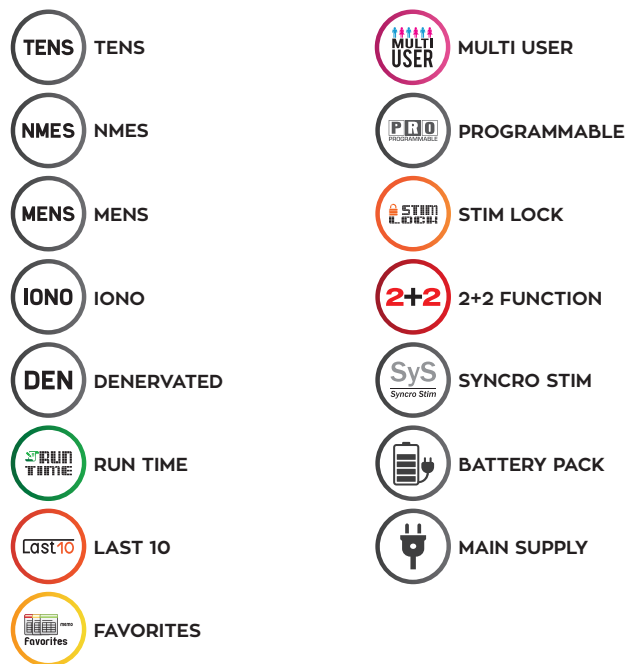 TENS
TENS
NMES
NMES
MENS
MENS
IONO
IONO
DEN
DENERVATED
RUN
TIME
RUN TIME
Last10
LAST 10
memo
favorites
FAVORITES
MULTI
USER
MULTI USER
PRO
PROGRAMMABLE
PROGRAMMABLE
STIM
LOCK
STIM LOCK
2+2
2+2 FUNCTION
SyS
Syncro Stim
SYNCRO STIM
BATTERY PACK
MAIN SUPPLY